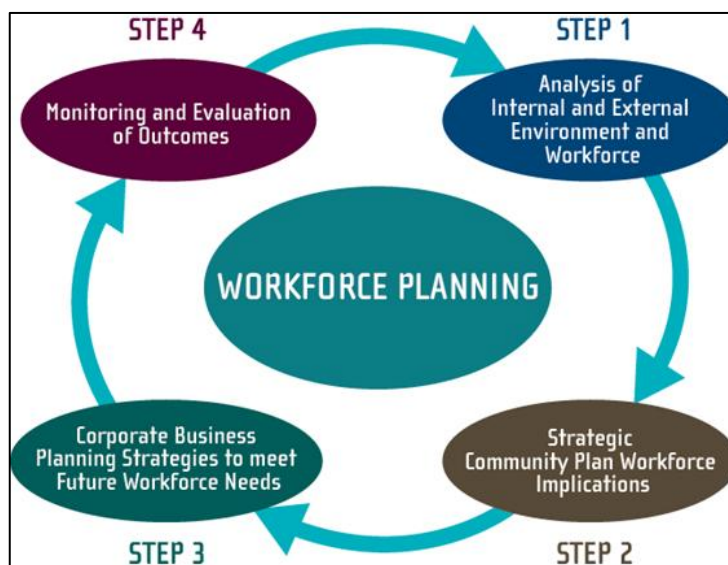 STEP 4
Monitoring and Evaluation
of Outcomes
STEP 1
Analysis of
Internal and External
Environment and
Workforce
WORKFORCE PLANNING
Corporate Business
Planning Strategies to meet
Future Workforce Needs
STEP 3
Strategic
Community Plan Workforce
Implications
STEP 2